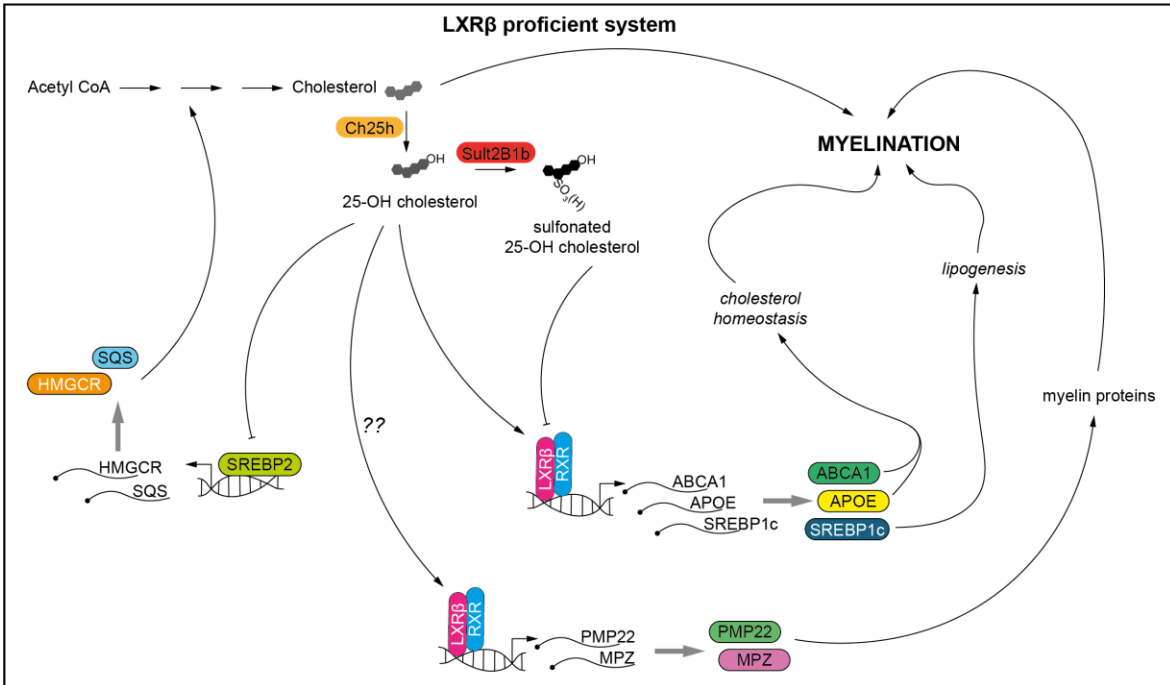 LXRβ proficient system
Acetyl CoA
Cholesterol
Ch25h
OH
Sult2B1b
OH
SO₃(H)
25-OH cholesterol
sulfonated
25-OH cholesterol
MYELINATION
lipogenesis
cholesterol
homeostasis
SQS
HMGCR
myelin proteins
??
HMGCR
SQS
SREBP2
LXRβ
RXR
ABCA1
APOE
SREBP1c
ABCA1
APOE
SREBP1c
LXRβ
RXR
PMP22
MPZ
PMP22
MPZ